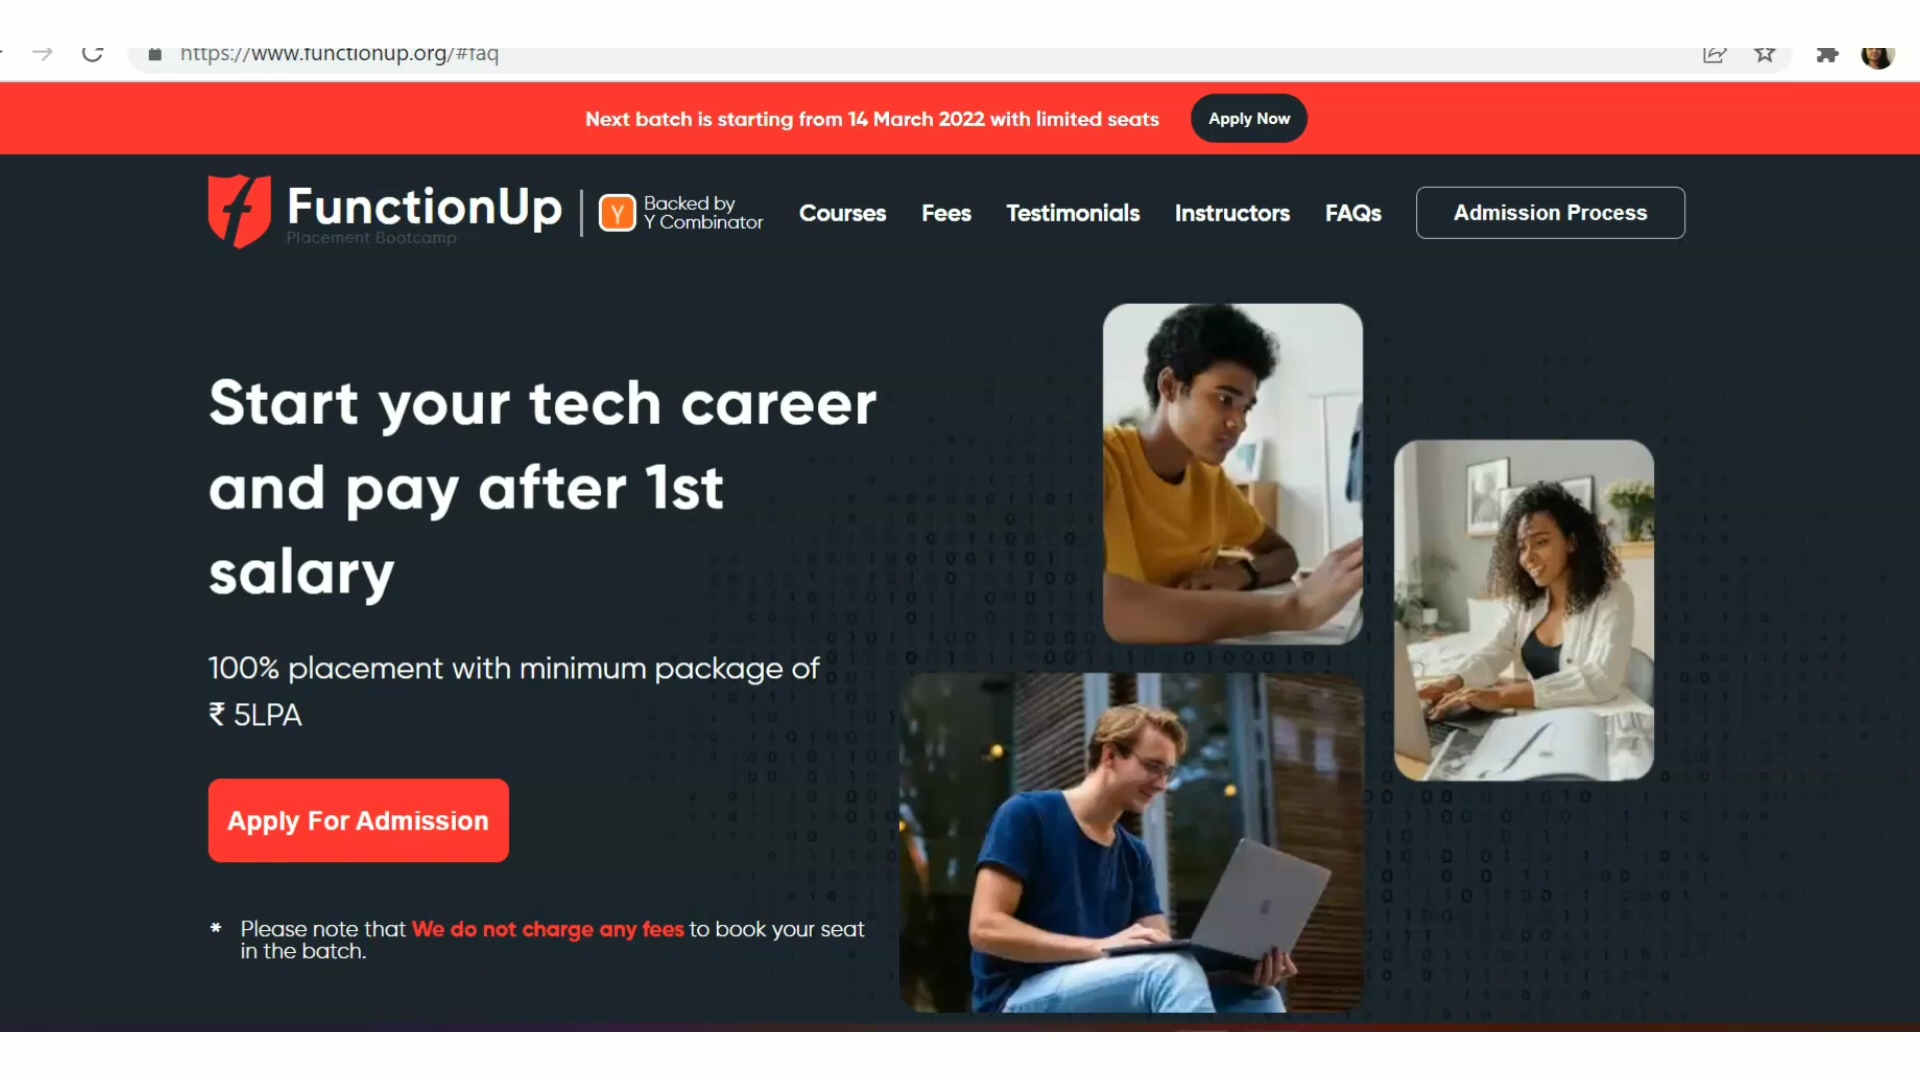 https://www.functionup.org/#faq
Next batch is starting from 14 March 2022 with limited seats Apply Now
FunctionUp
Placement Bootcamp
Y
Backed by
Y Combinator
Courses Fees Testimonials Instructors FAQs Admission Process
Start your tech career
and pay after 1st
salary
100% placement with minimum package of
₹ 5LPA
Apply For Admission
* Please note that We do not charge any fees to book your seat
in the batch.